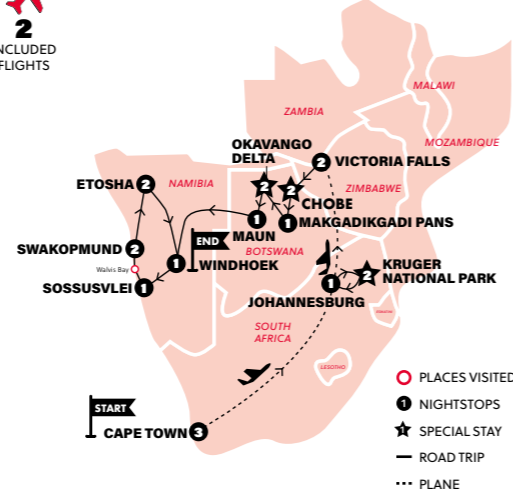 2
NCLUDED
FLIGHTS
MALAWI
ZAMBIA
MOZAMBIQUE
OKAVANGO
DELTA
2
VICTORIA FALLS
ETOSHA
2
NAMIBIA
2
2
CHOBE
ZIMBABWE
1
MAUN
1
MAKGADIKGADI PANS
SWAKOPMUND
2
END
BOTSWANA
Walvis Bay
1
WINDHOEK
SOSSUSVLEI
1
2
KRUGER
NATIONAL PARK
1
JOHANNESBURG
SOUTH
AFRICA
LESOTHO
START
CAPE TOWN
3
PLACES VISITED
1
NIGHTSTOPS
1
SPECIAL STAY
ROAD TRIP
PLANE